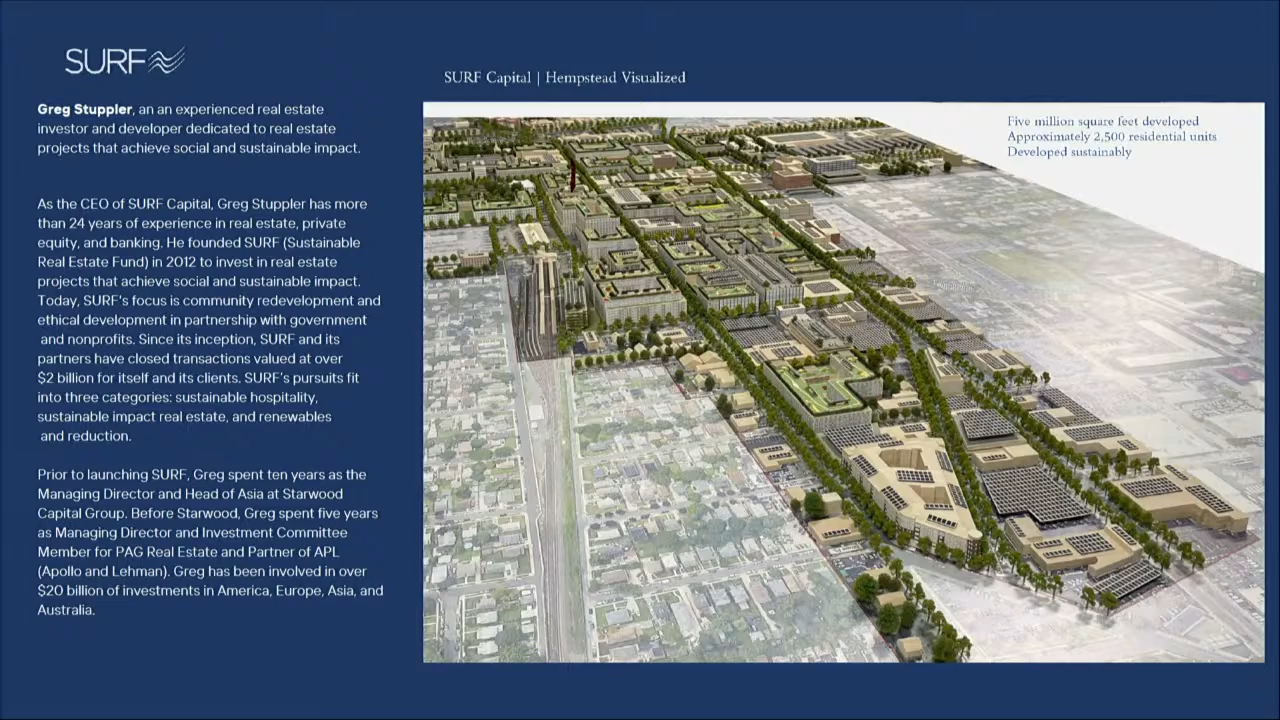 SURF
Greg Stuppler, an an experienced real estate
investor and developer dedicated to real estate
projects that achieve social and sustainable impact.
As the CEO of SURF Capital, Greg Stuppler has more
than 24 years of experience in real estate, private
equity, and banking. He founded SURF (Sustainable
Real Estate Fund) in 2012 to invest in real estate
projects that achieve social and sustainable impact.
Today, SURF's focus is community redevelopment and
ethical development in partnership with government
and nonprofits. Since its inception, SURF and its
partners have closed transactions valued at over
$2 billion for itself and its clients. SURF's pursuits fit
into three categories: sustainable hospitality,
sustainable impact real estate, and renewables
and reduction.
Prior to launching SURF, Greg spent ten years as the
Managing Director and Head of Asia at Starwood
Capital Group. Before Starwood, Greg spent five years
as Managing Director and Investment Committee
Member for PAG Real Estate and Partner of APL
(Apollo and Lehman). Greg has been involved in over
$20 billion of investments in America, Europe, Asia, and
Australia.
SURF Capital | Hempstead Visualized
Five million square feet developed
Approximately 2,500 residential units
Developed sustainably